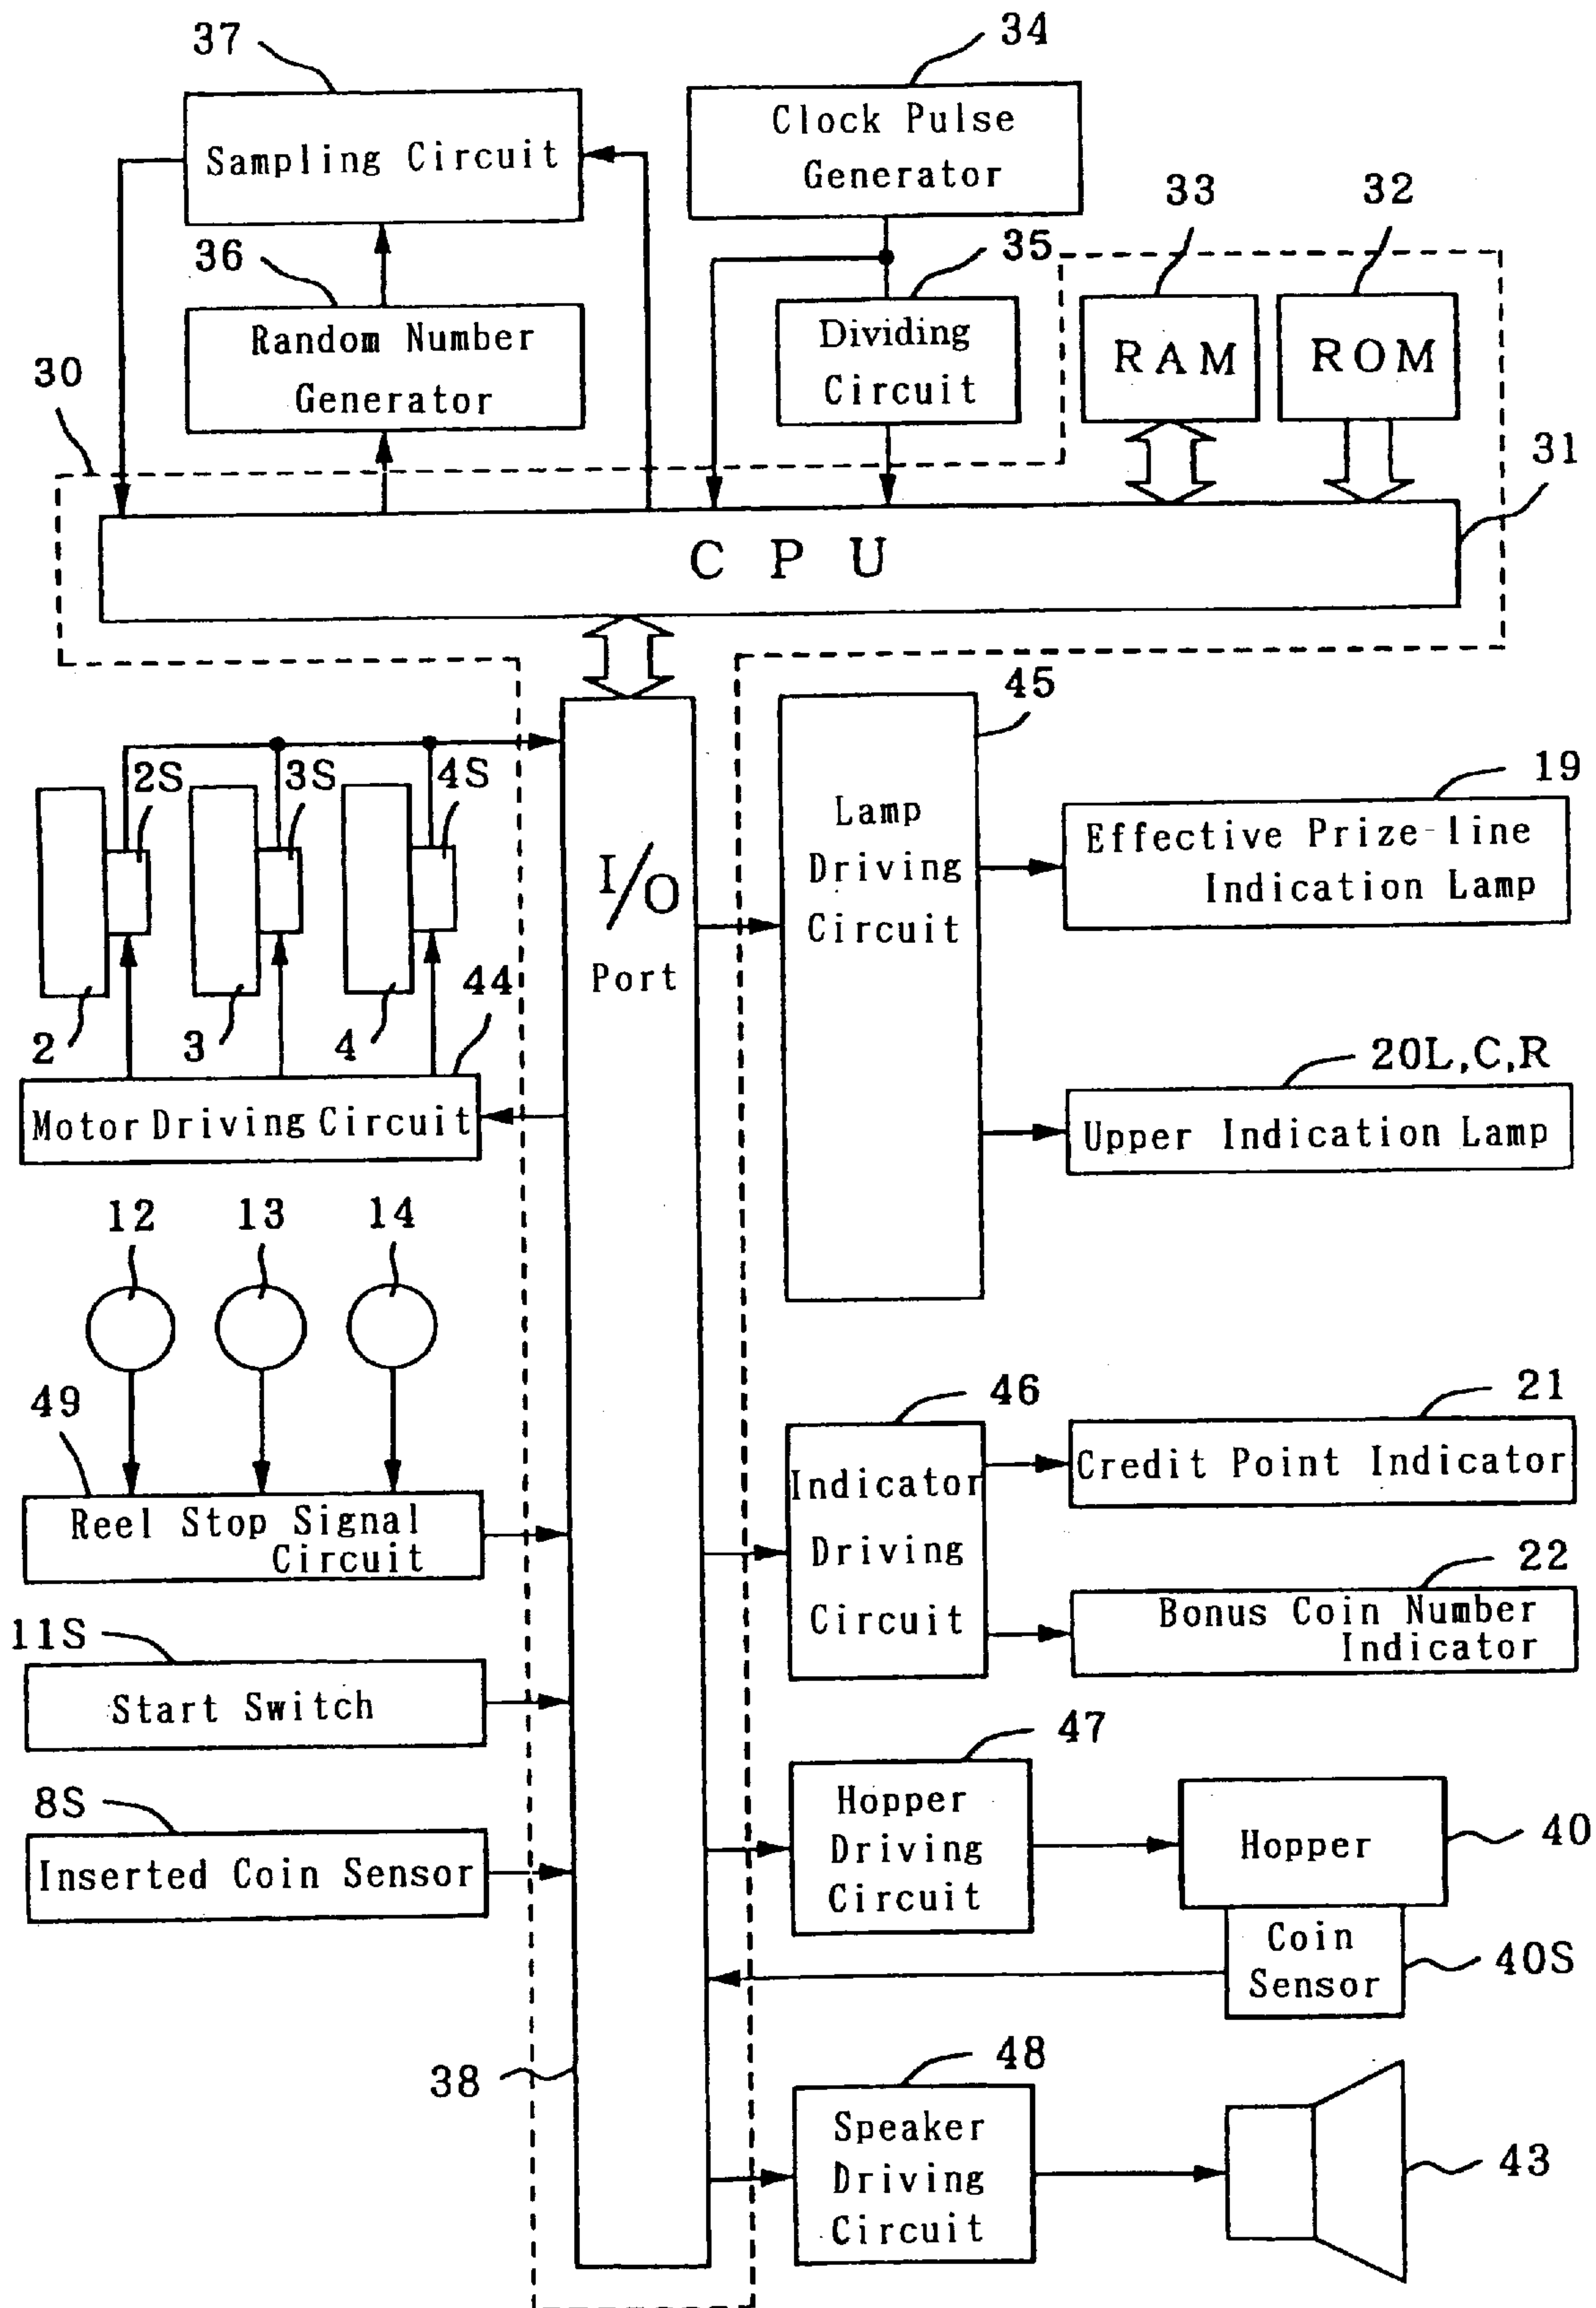 37
34
Sampling Circuit
Clock Pulse
Generator
33
32
36
35
Random Number
Generator
Dividing
Circuit
RAM
ROM
30
31
CPU
45
2S
3S
4S
19
I/O
Port
Lamp
Driving
Circuit
Effective Prize-line
Indication Lamp
2
3
4
44
20L,C,R
Motor Driving Circuit
Upper Indication Lamp
12
13
14
49
46
21
Reel Stop Signal
Circuit
Indicator
Driving
Circuit
Credit Point Indicator
22
Bonus Coin Number
Indicator
11S
Start Switch
47
8S
Inserted Coin Sensor
Hopper
Driving
Circuit
Hopper
40
Coin
Sensor
40S
38
48
Speaker
Driving
Circuit
43